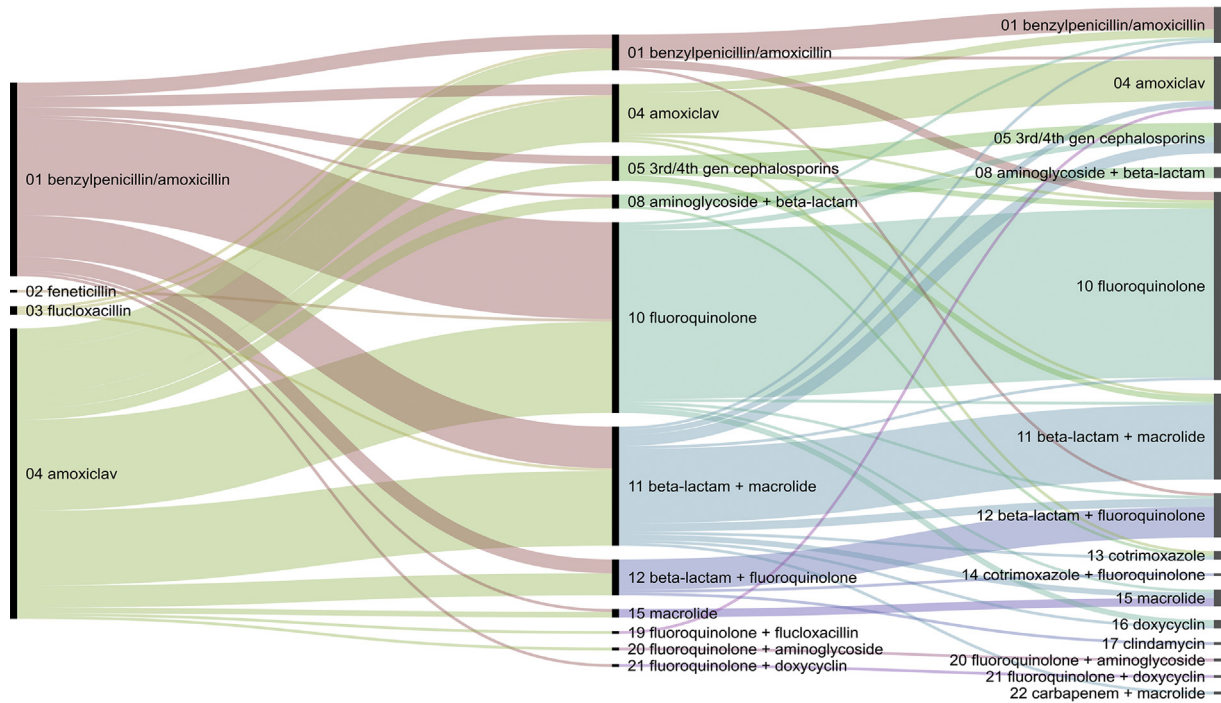 01 benzylpenicillin/amoxicillin
02 feneticillin
03 flucloxacillin
04 amoxiclav
01 benzylpenicillin/amoxicillin
04 amoxiclav
05 3rd/4th gen cephalosporins
08 aminoglycoside + beta-lactam
10 fluoroquinolone
11 beta-lactam + macrolide
12 beta-lactam + fluoroquinolone
15 macrolide
19 fluoroquinolone + flucloxacillin
20 fluoroquinolone + aminoglycoside
21 fluoroquinolone + doxycyclin
01 benzylpenicillin/amoxicillin
04 amoxiclav
05 3rd/4th gen cephalosporins
08 aminoglycoside + beta-lactam
10 fluoroquinolone
11 beta-lactam + macrolide
12 beta-lactam + fluoroquinolone
13 cotrimoxazole
14 cotrimoxazole + fluoroquinolone
15 macrolide
16 doxycyclin
17 clindamycin
20 fluoroquinolone + aminoglycoside
21 fluoroquinolone + doxycyclin
22 carbapenem + macrolide